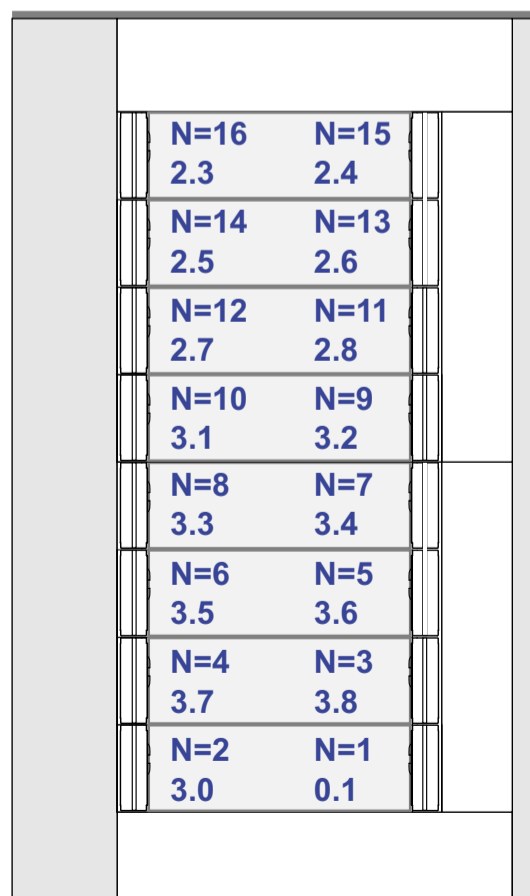 N=16 N=15
2.3 2.4
N=14 N=13
2.5 2.6
N=12 N=11
2.7 2.8
N=10 N=9
3.1 3.2
N=8 N=7
3.3 3.4
N=6 N=5
3.5 3.6
N=4 N=3
3.7 3.8
N=2 N=1
3.0 0.1